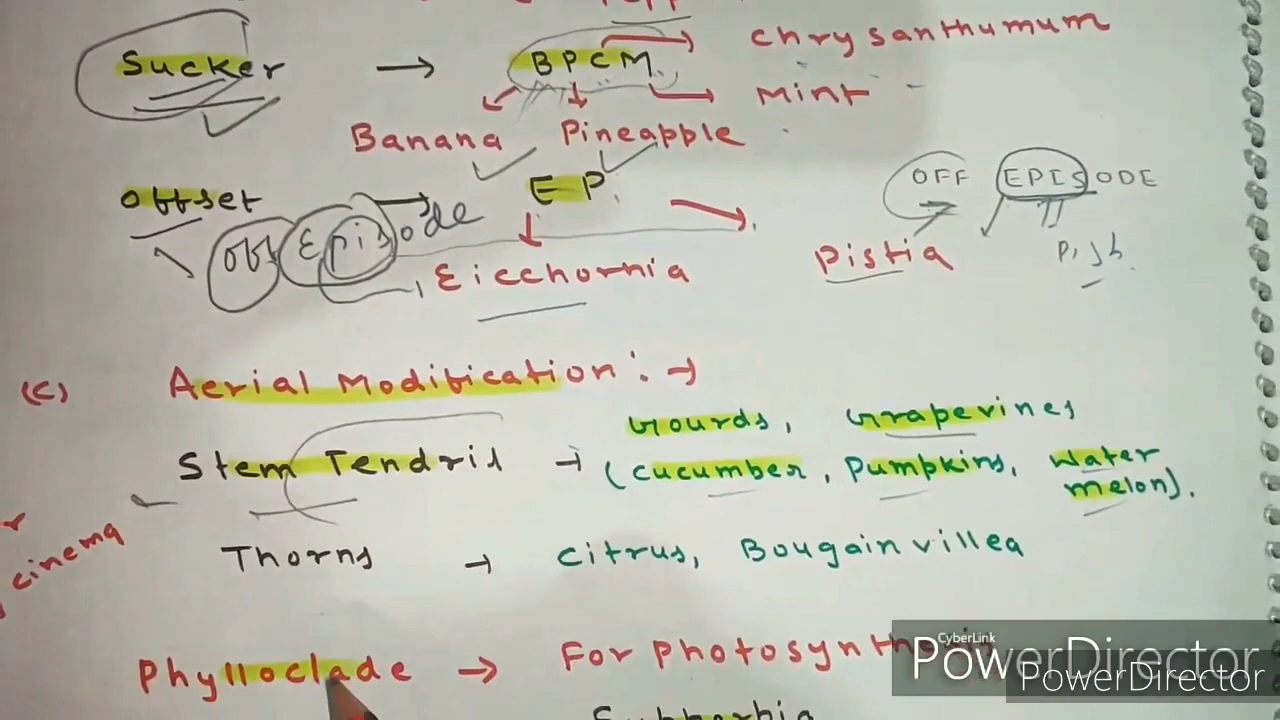 Sucker → BPCM. → chrysanthumum
Mint
Banana Pineapple
offset → EP. OFF EPISODE
Off Episode
Eicchornia Pistia
(C) Aerial Modification :→
Gourds, Grapevines
Stem Tendril → (cucumber, Pumpkins, water
melon).
cinema
Thorns → citrus, Bougainvillea
Phylloclade → For Photosynth
CyberLink
PowerDirector
PowerDirector